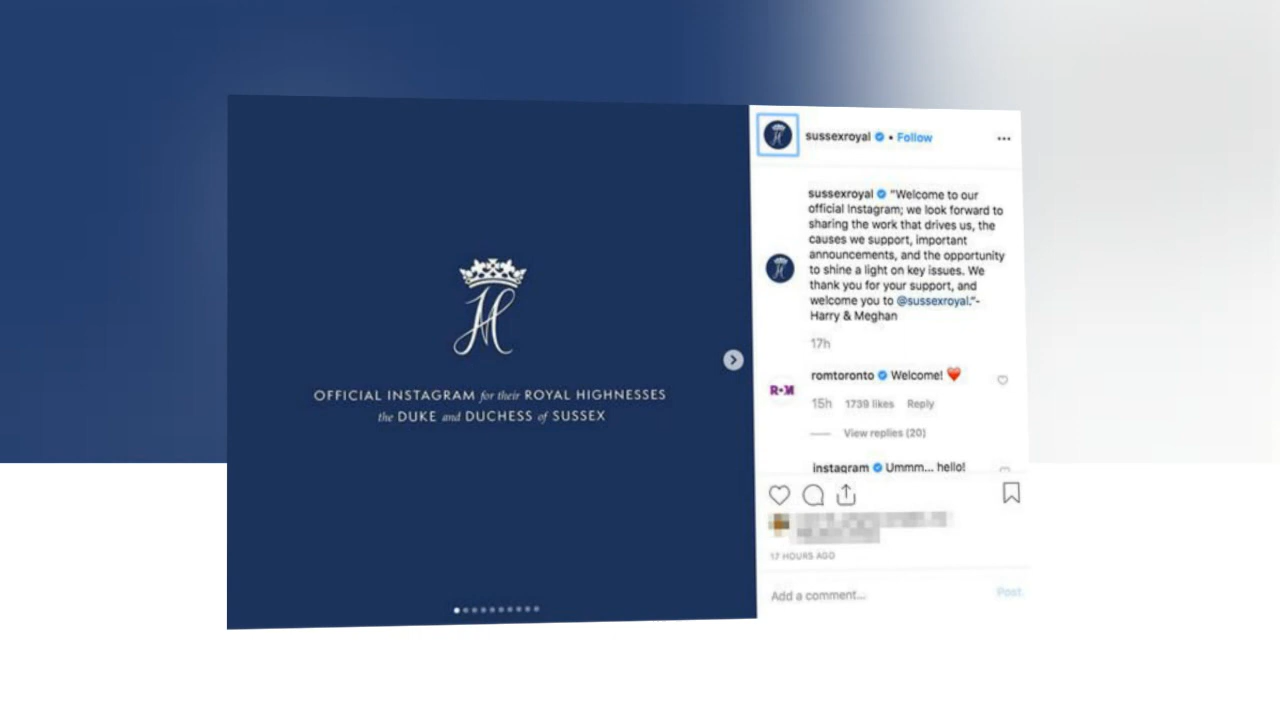 OFFICIAL INSTAGRAM for their ROYAL HIGHNESSES
the DUKE and DUCHESS of SUSSEX
sussexroyal • Follow
sussexroyal "Welcome to our
official Instagram; we look forward to
sharing the work that drives us, the
causes we support, important
announcements, and the opportunity
to shine a light on key issues. We
thank you for your support, and
welcome you to @sussexroyal."-
Harry & Meghan
17h
R•M
romtoronto Welcome! ❤️
15h 1739 likes Reply
View replies (20)
instagram Ummm... hello!
17 HOURS AGO
Add a comment... Post